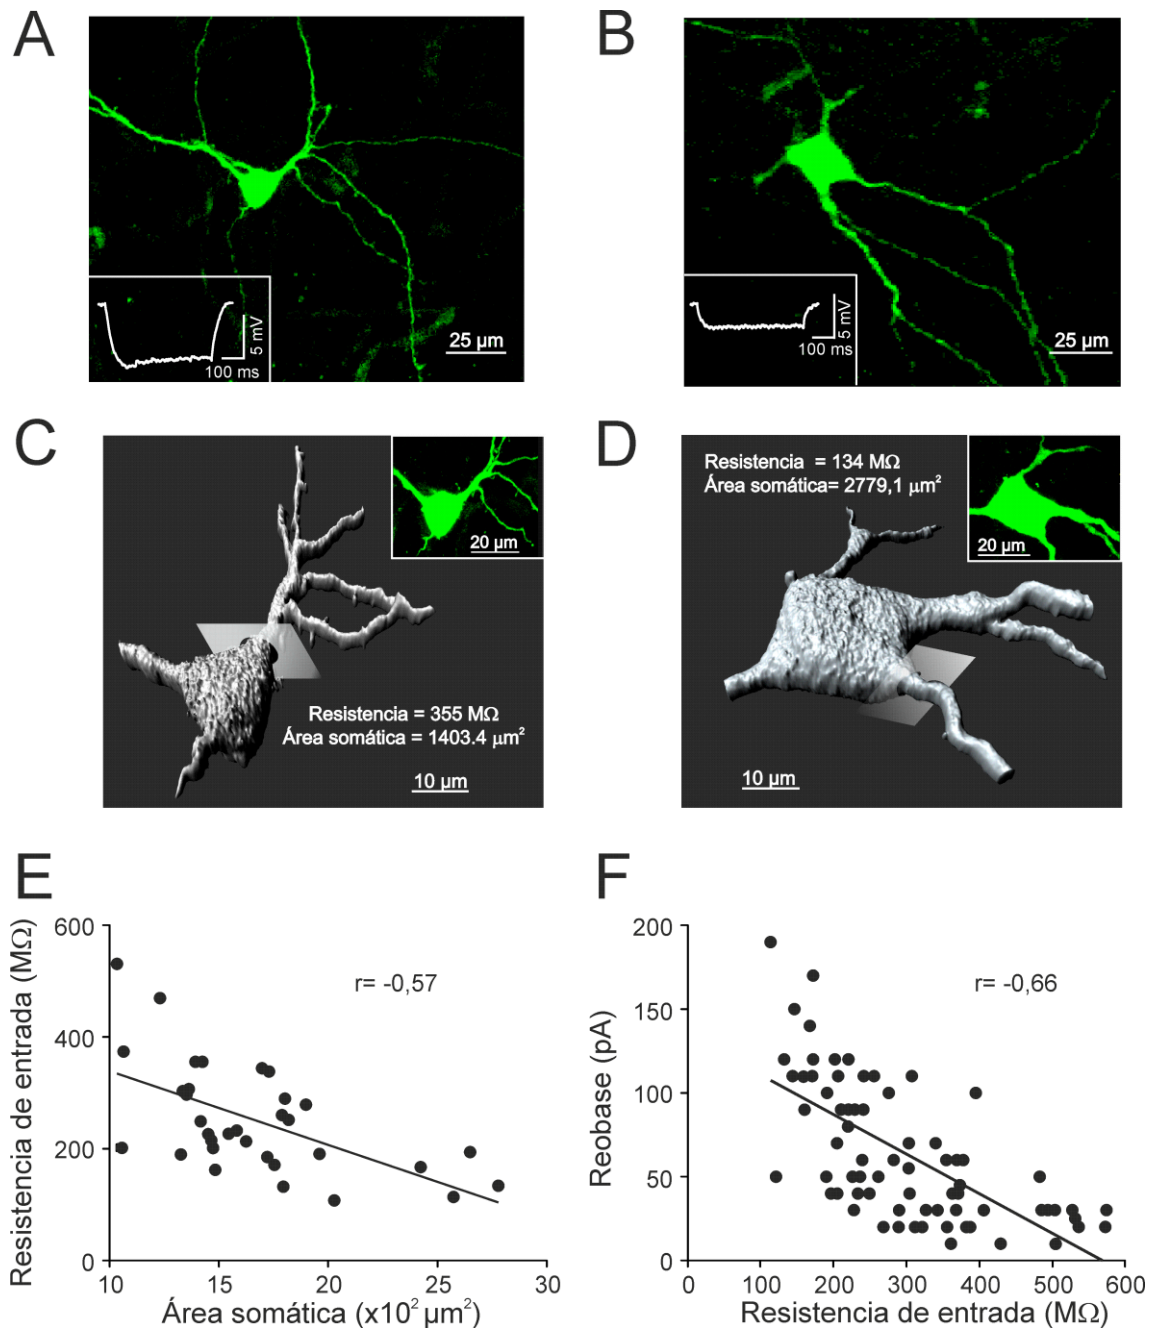 A
B
5 mV
100 ms
25 µm
5 mV
100 ms
25 µm
C
D
20 µm
Resistencia = 355 MΩ
Área somática = 1403.4 µm²
10 µm
Resistencia = 134 MΩ
Área somática= 2779,1 µm²
20 µm
10 µm
E
F
Resistencia de entrada (MΩ)
600
400
200
0
r= -0,57
10 15 20 25 30
Área somática (x10² µm²)
Reobase (pA)
200
150
100
50
0
r= -0,66
0 100 200 300 400 500 600
Resistencia de entrada (MΩ)